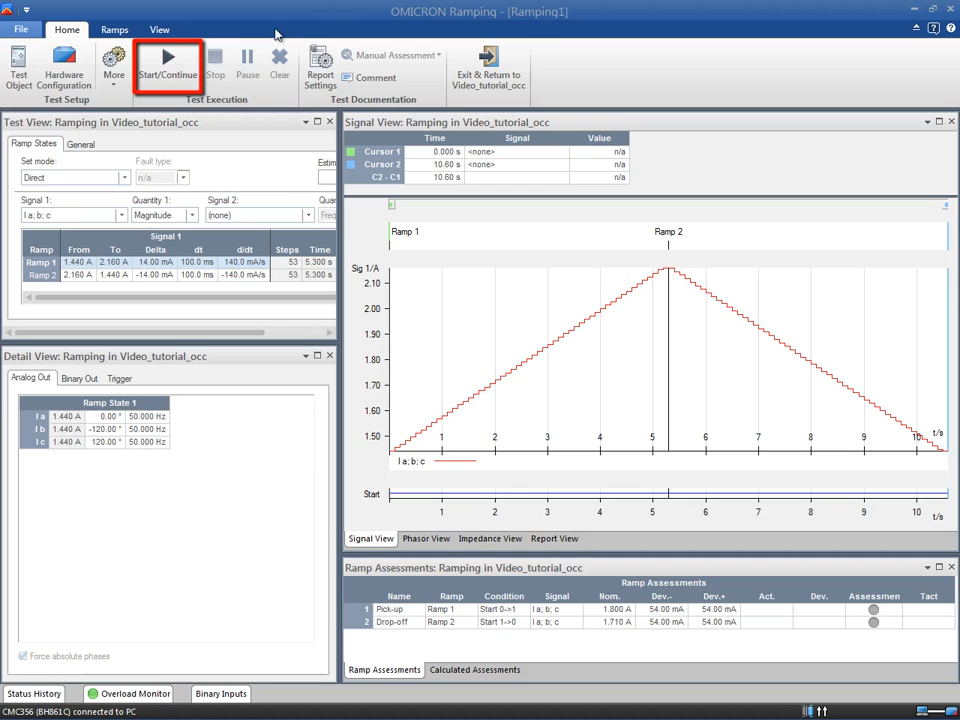 OMICRON Ramping - [Ramping1]
File Home Ramps View
Test Object
Hardware Configuration
More
Start/Continue
Stop
Pause
Clear
Report Settings
Manual Assessment
Comment
Exit & Return to Video_tutorial_occ
Test Setup
Test Execution
Test Documentation
Test View: Ramping in Video_tutorial_occ
Ramp States General
Set mode: Fault type: Estim
Direct n/a
Signal 1: Quantity 1: Signal 2: Quar
I a; b; c Magnitude (none) Freq
Signal 1
Ramp From To Delta dt d/dt Steps Time
Ramp 1 1.440 A 2.160 A 14.00 mA 100.0 ms 140.0 mA/s 53 5.300 s
Ramp 2 2.160 A 1.440 A -14.00 mA 100.0 ms -140.0 mA/s 53 5.300 s
Detail View: Ramping in Video_tutorial_occ
Analog Out Binary Out Trigger
Ramp State 1
I a 1.440 A 0.00 ° 50.000 Hz
I b 1.440 A -120.00 ° 50.000 Hz
I c 1.440 A 120.00 ° 50.000 Hz
Force absolute phases
Signal View: Ramping in Video_tutorial_occ
Time Signal Value
Cursor 1 0.000 s <none> n/a
Cursor 2 10.60 s <none> n/a
C2 - C1 10.60 s n/a
Ramp 1 Ramp 2
Sig 1/A
2.10
2.00
1.90
1.80
1.70
1.60
1.50
1 2 3 4 5 6 7 8 9 10 t/s
I a; b; c
Start
1 2 3 4 5 6 7 8 9 10 t/s
Signal View Phasor View Impedance View Report View
Ramp Assessments: Ramping in Video_tutorial_occ
Ramp Assessments
Name Ramp Condition Signal Nom. Dev.- Dev.+ Act. Dev. Assessmen Tact
1 Pick-up Ramp 1 Start 0->1 I a; b; c 1.800 A 54.00 mA 54.00 mA
2 Drop-off Ramp 2 Start 1->0 I a; b; c 1.710 A 54.00 mA 54.00 mA
Ramp Assessments Calculated Assessments
Status History Overload Monitor Binary Inputs
CMC356 (BH861C) connected to PC